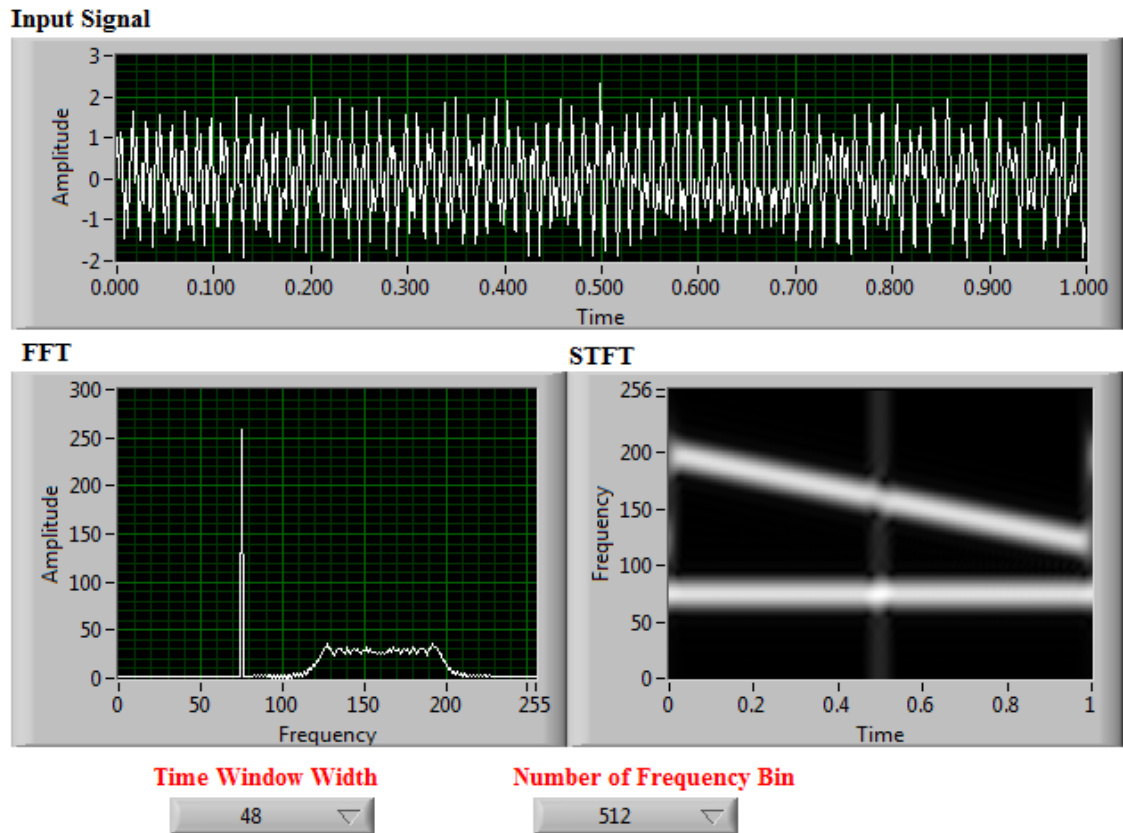 Input Signal
3
2
1
0
-1
-2
Amplitude
0.000 0.100 0.200 0.300 0.400 0.500 0.600 0.700 0.800 0.900 1.000
Time
FFT
300
250
200
150
100
50
0
Amplitude
0 50 100 150 200 255
Frequency
STFT
256
200
150
100
50
0
Frequency
0 0.2 0.4 0.6 0.8 1
Time
Time Window Width
48
Number of Frequency Bin
512